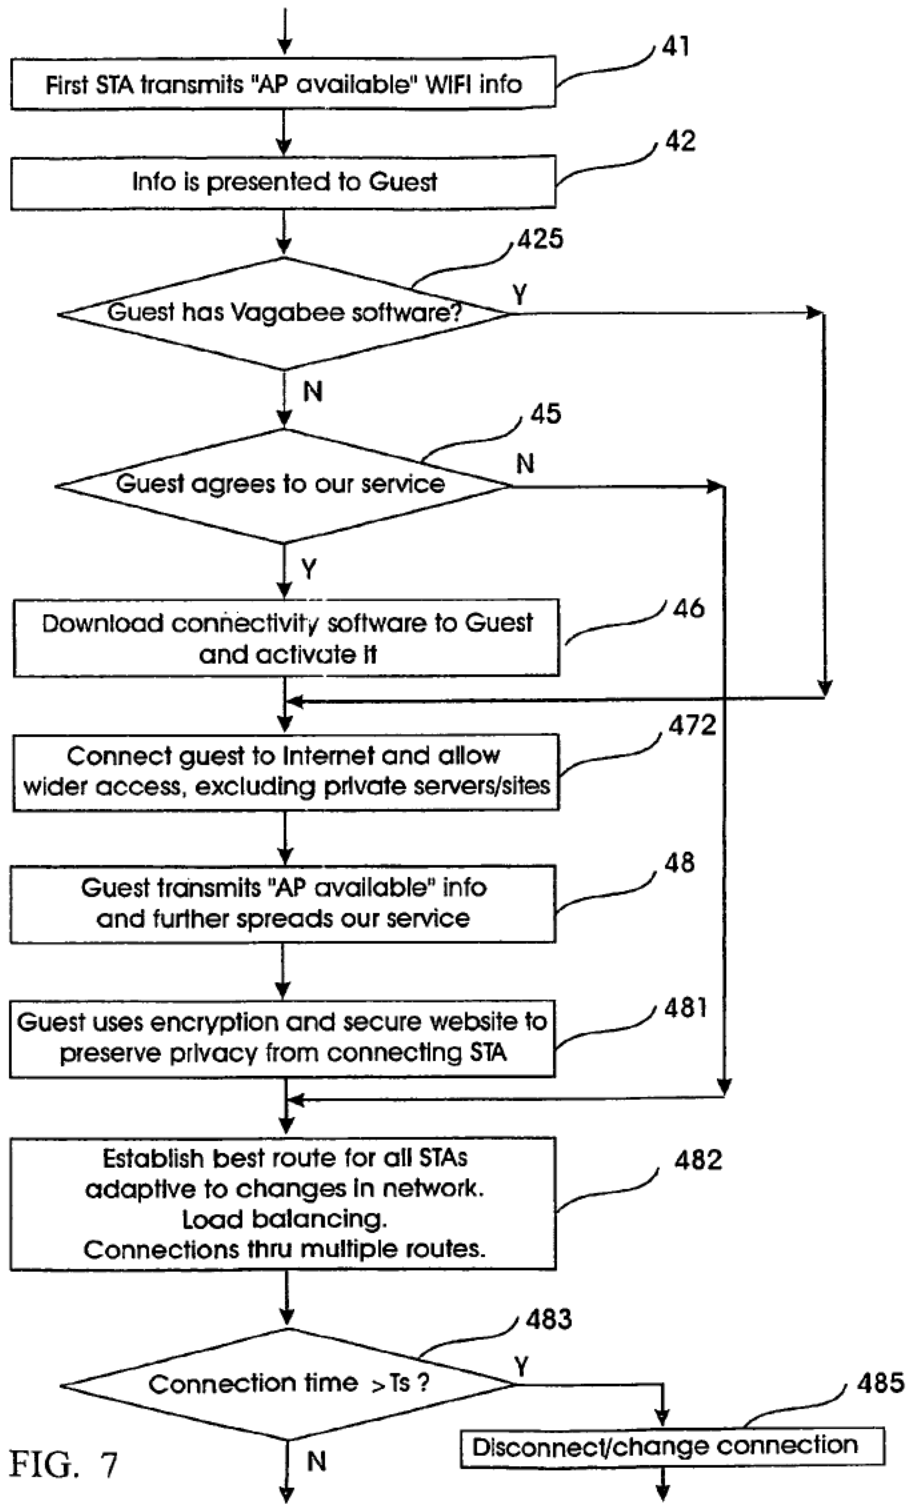 41
First STA transmits "AP available" WIFI info
42
Info is presented to Guest
425
Guest has Vagabee software?
Y
N
45
Guest agrees to our service
N
Y
46
Download connectivity software to Guest
and activate it
472
Connect guest to Internet and allow
wider access, excluding private servers/sites
48
Guest transmits "AP available" info
and further spreads our service
481
Guest uses encryption and secure website to
preserve privacy from connecting STA
482
Establish best route for all STAs
adaptive to changes in network.
Load balancing.
Connections thru multiple routes.
483
Connection time >Ts ?
Y
485
Disconnect/change connection
N
FIG. 7